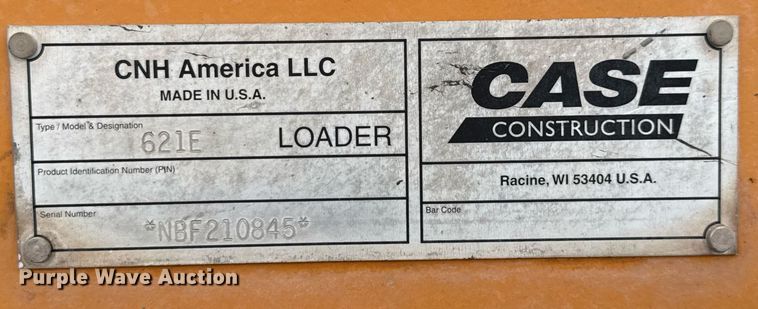 CNH America LLC
MADE IN U.S.A.
Type / Model & Designation
621E LOADER
Product Identification Number (PIN)
Serial Number
*NBF210845*
CASE
CONSTRUCTION
Racine, WI 53404 U.S.A.
Bar Code
Purple Wave Auction